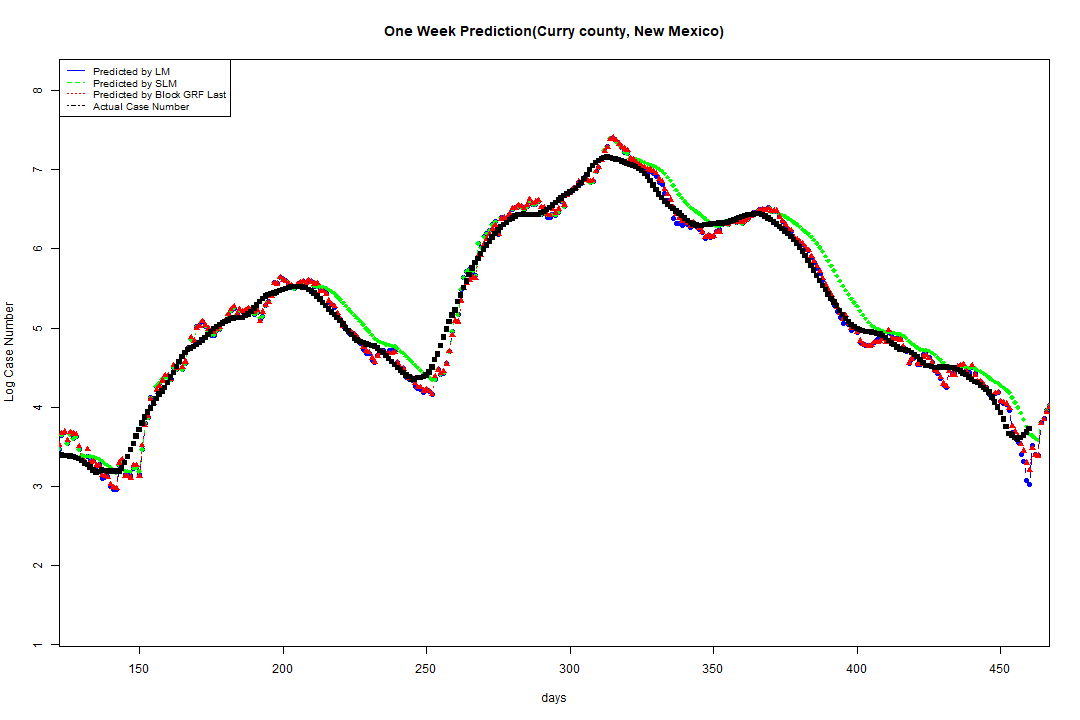 One Week Prediction(Curry county, New Mexico)
Predicted by LM
Predicted by SLM
Predicted by Block GRF Last
Actual Case Number
8
7
6
5
4
3
2
1
Log Case Number
150 200 250 300 350 400 450
days